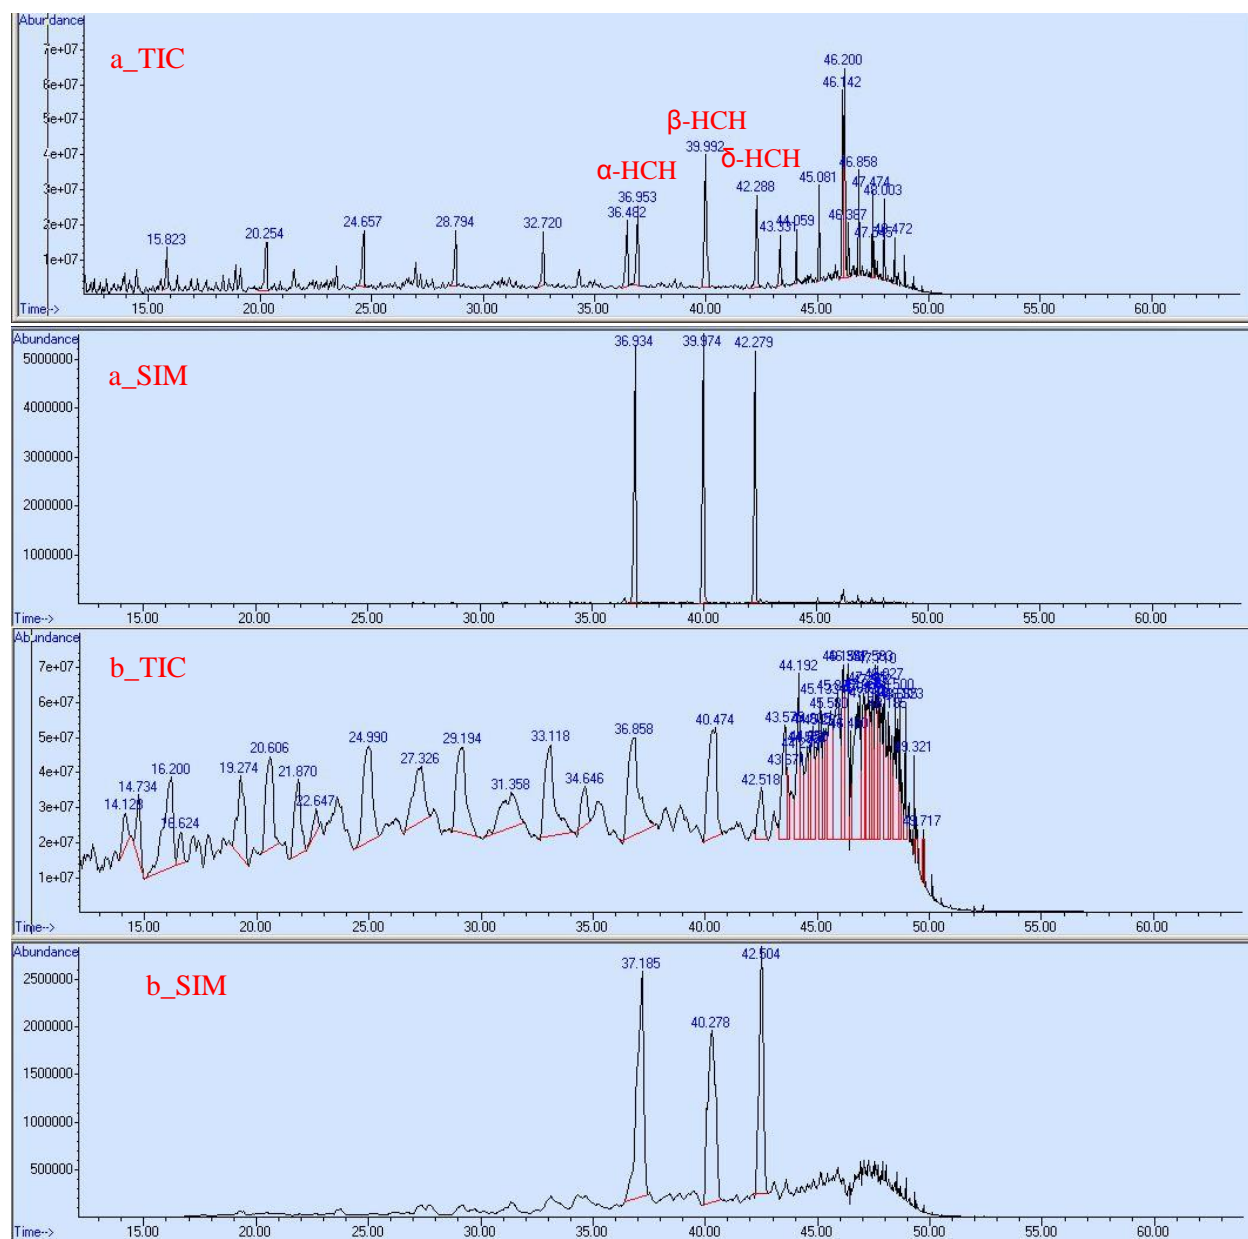 Abundance
a_TIC
7e+07
6e+07
5e+07
4e+07
3e+07
2e+07
1e+07
15.823
20.254
24.657
28.794
32.720
α-HCH
36.482
36.953
β-HCH
39.992
δ-HCH
42.288
43.331
44.059
45.081
46.200
46.142
46.387
46.858
47.474
48.003
48.472
Time-->
15.00 20.00 25.00 30.00 35.00 40.00 45.00 50.00 55.00 60.00
Abundance
a_SIM
36.934 39.974 42.279
5000000
4000000
3000000
2000000
1000000
15.00 20.00 25.00 30.00 35.00 40.00 45.00 50.00 55.00 60.00
Time-->
Abundance
b_TIC
7e+07
6e+07
5e+07
4e+07
3e+07
2e+07
1e+07
14.128
14.734
16.200
16.624
19.274
20.606
21.870
22.647
24.990
27.326
29.194
31.358
33.118
34.646
36.858
40.474
42.518
44.192
49.321
49.717
Time-->
15.00 20.00 25.00 30.00 35.00 40.00 45.00 50.00 55.00 60.00
Abundance
b_SIM
37.185
40.278
42.504
2500000
2000000
1500000
1000000
500000
15.00 20.00 25.00 30.00 35.00 40.00 45.00 50.00 55.00 60.00
Time-->